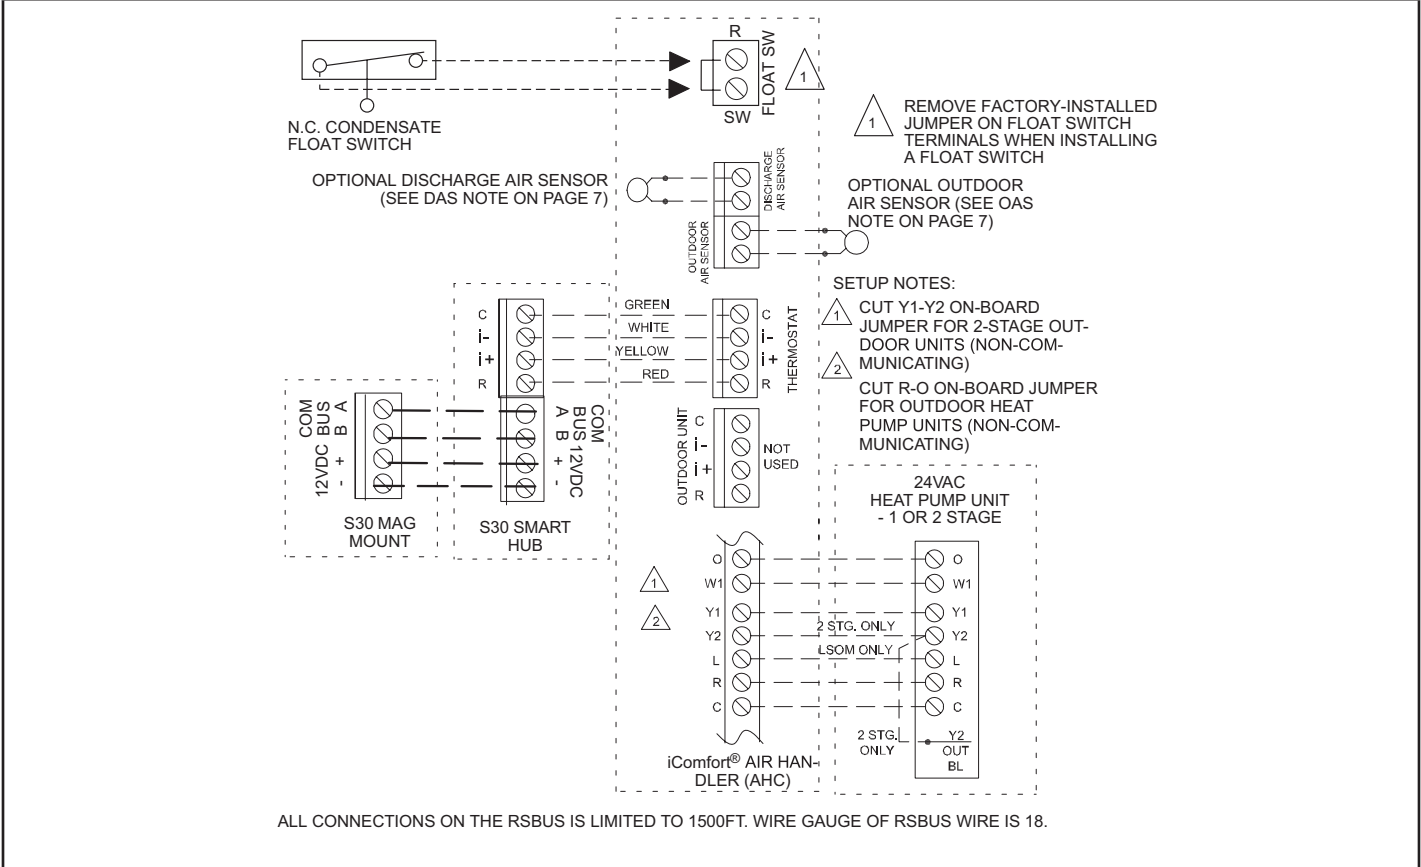 R
FLOAT SW
SW
1
N.C. CONDENSATE
FLOAT SWITCH
1
REMOVE FACTORY-INSTALLED
JUMPER ON FLOAT SWITCH
TERMINALS WHEN INSTALLING
A FLOAT SWITCH
OPTIONAL DISCHARGE AIR SENSOR
(SEE DAS NOTE ON PAGE 7)
DISCHARGE
AIR SENSOR
OPTIONAL OUTDOOR
AIR SENSOR (SEE OAS
NOTE ON PAGE 7)
OUTDOOR
AIR SENSOR
SETUP NOTES:
1
CUT Y1-Y2 ON-BOARD
JUMPER FOR 2-STAGE OUT-
DOOR UNITS (NON-COM-
MUNICATING)
2
CUT R-O ON-BOARD JUMPER
FOR OUTDOOR HEAT
PUMP UNITS (NON-COM-
MUNICATING)
C
i-
i+
R
GREEN
WHITE
YELLOW
RED
C
i-
i+
R
THERMOSTAT
COM
BUS
A
B
12VDC
+
-
S30 MAG
MOUNT
COM
BUS
A
B
12VDC
+
-
S30 SMART
HUB
OUTDOOR UNIT
C
i-
i+
R
NOT
USED
24VAC
HEAT PUMP UNIT
- 1 OR 2 STAGE
1
2
O
W1
Y1
Y2
L
R
C
2 STG. ONLY
LSOM ONLY
O
W1
Y1
Y2
L
R
C
2 STG.
ONLY
Y2
OUT
BL
iComfort® AIR HAN-
DLER (AHC)
ALL CONNECTIONS ON THE RSBUS IS LIMITED TO 1500FT. WIRE GAUGE OF RSBUS WIRE IS 18.